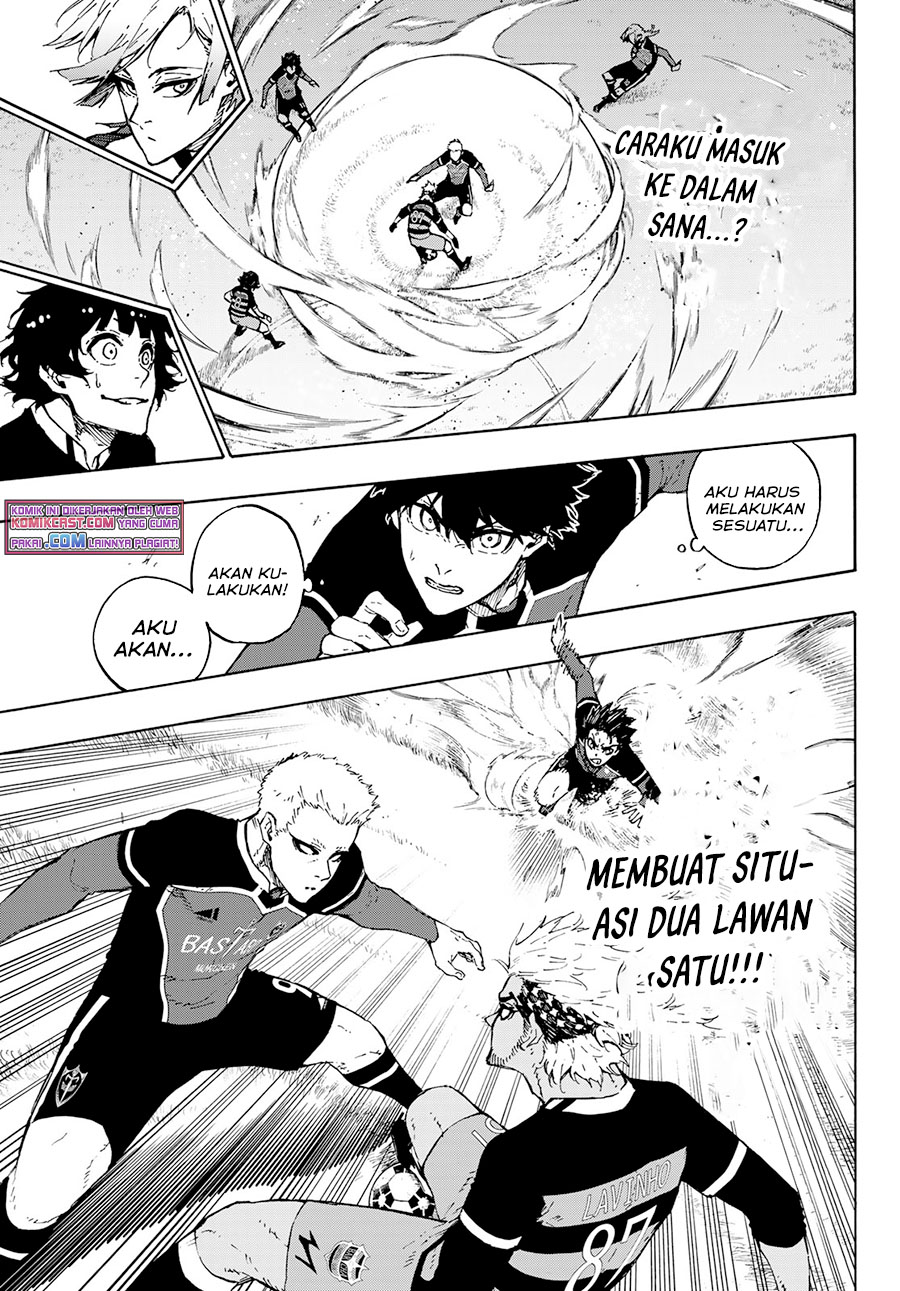 CARAKU MASUK
KE DALAM
SANA...?
AKU HARUS
MELAKUKAN
SESUATU...
AKAN KU-
LAKUKAN!
AKU
AKAN...
KOMIK INI DIKERJAKAN OLEH WEB
KOMIKCAST.COM YANG CUMA
PAKAI .COM LAINNYA PLAGIAT!
MEMBUAT SITU-
ASI DUA LAWAN
SATU!!!
LAVINHO
87